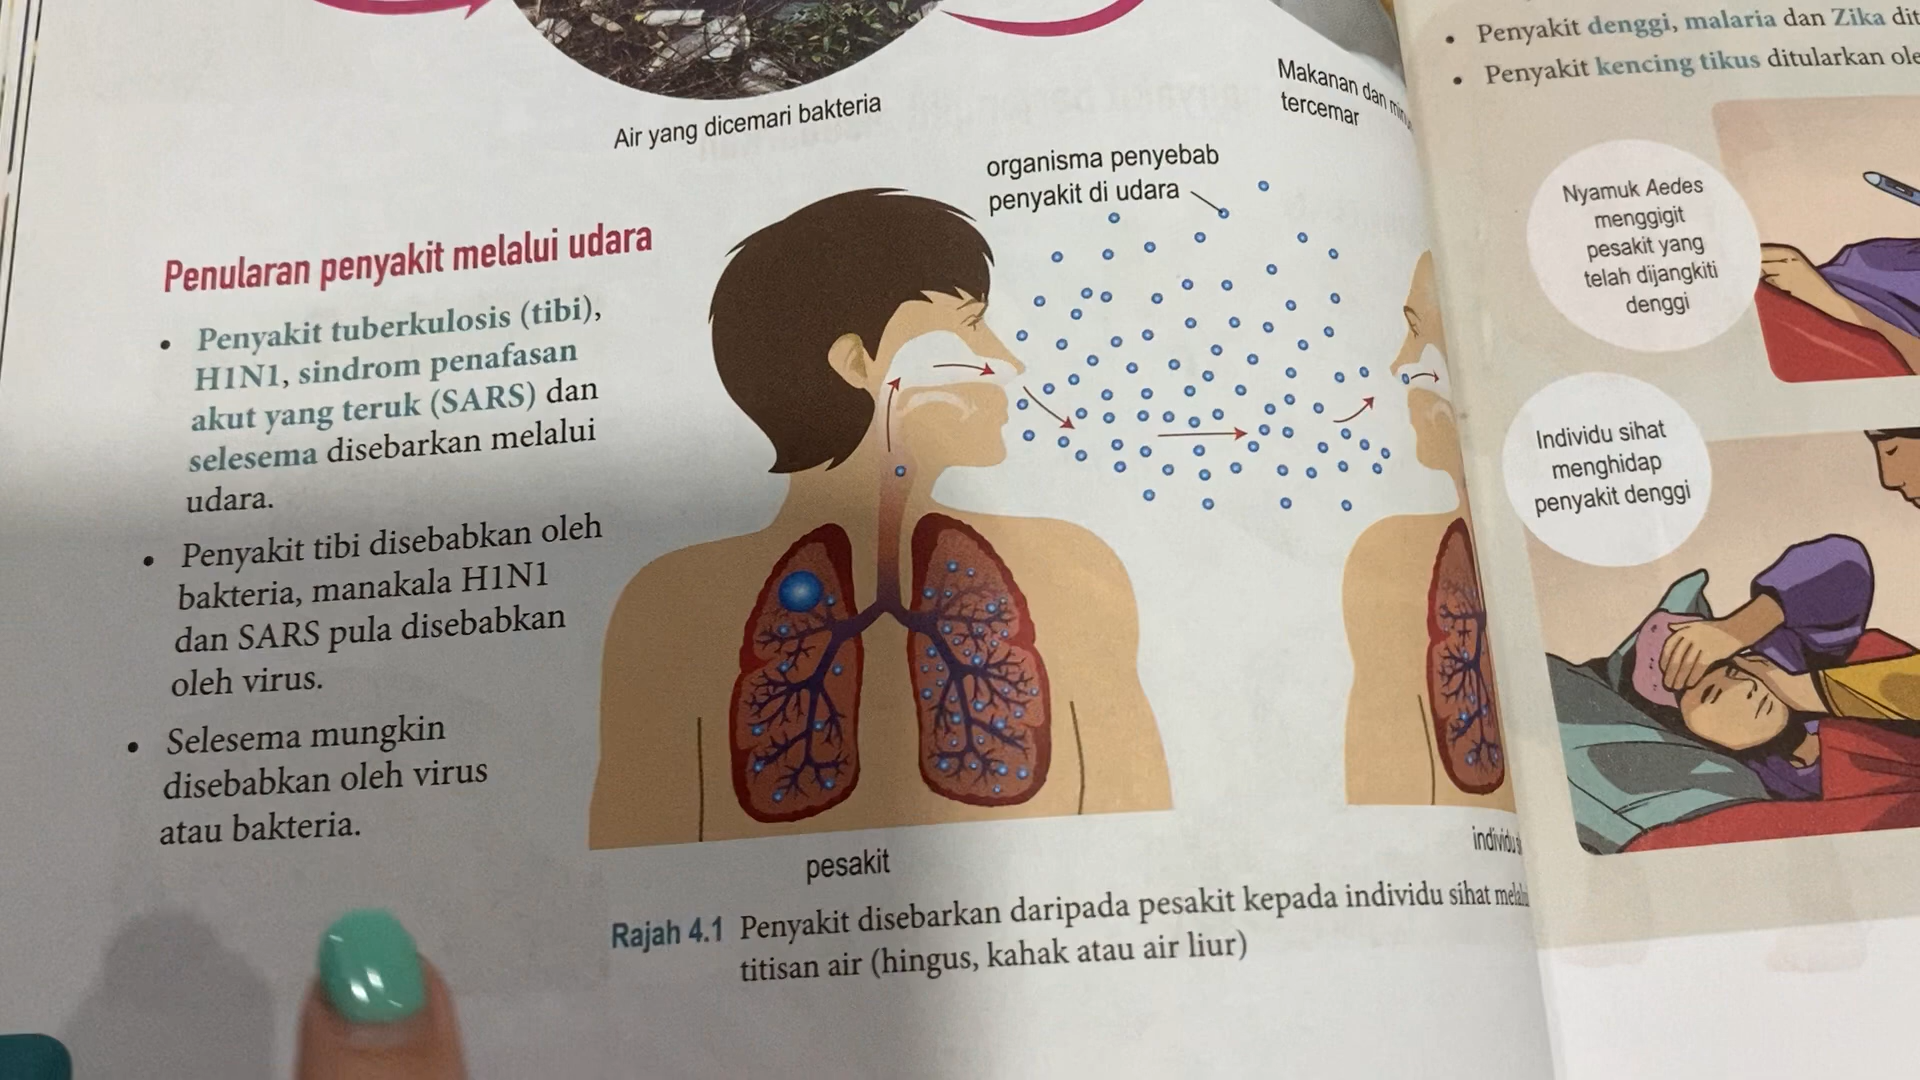 Air yang dicemari bakteria
Makanan dan
tercemar
Penularan penyakit melalui udara
• Penyakit tuberkulosis (tibi),
H1N1, sindrom penafasan
akut yang teruk (SARS) dan
selesema disebarkan melalui
udara.
• Penyakit tibi disebabkan oleh
bakteria, manakala H1N1
dan SARS pula disebabkan
oleh virus.
• Selesema mungkin
disebabkan oleh virus
atau bakteria.
organisma penyebab
penyakit di udara
pesakit
individu
Rajah 4.1 Penyakit disebarkan daripada pesakit kepada individu sihat
titisan air (hingus, kahak atau air liur)
• Penyakit denggi, malaria dan Zika
• Penyakit kencing tikus ditularkan
Nyamuk Aedes
menggigit
pesakit yang
telah dijangkiti
denggi
Individu sihat
menghidap
penyakit denggi